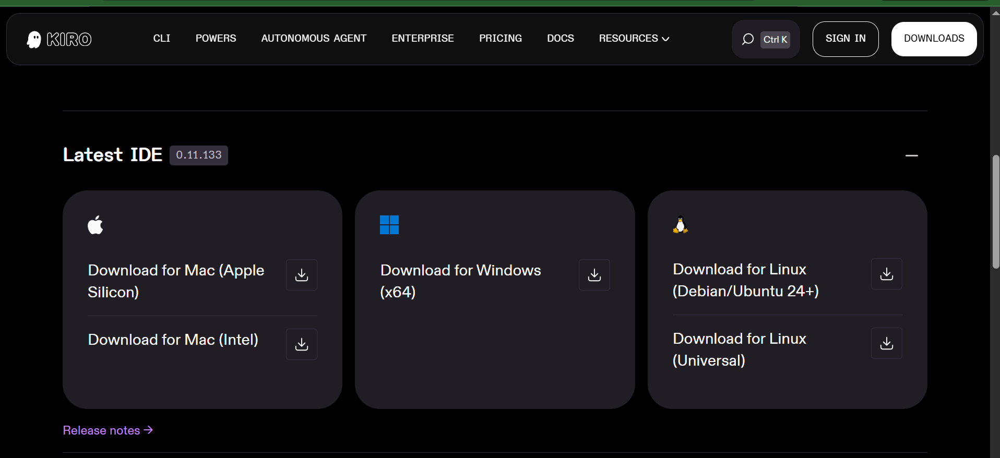 KIRO
CLI
POWERS
AUTONOMOUS AGENT
ENTERPRISE
PRICING
DOCS
RESOURCES
Ctrl K
SIGN IN
DOWNLOADS
Latest IDE
0.11.133
Download for Mac (Apple
Silicon)
Download for Mac (Intel)
Download for Windows
(x64)
Download for Linux
(Debian/Ubuntu 24+)
Download for Linux
(Universal)
Release notes →